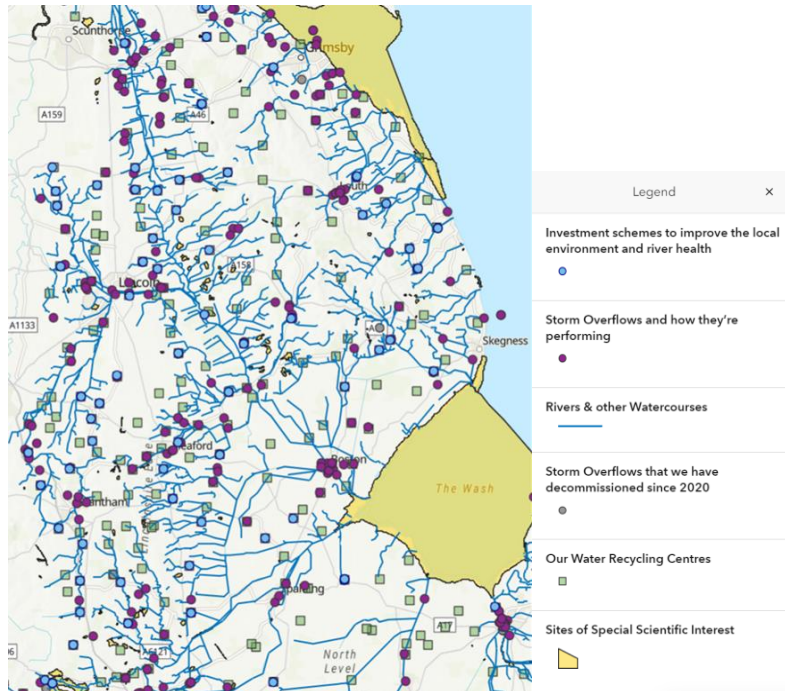 Scunthorpe
Grimsby
A159
A46
Louth
Lincoln
A158
A1133
Skegness
Boston
The Wash
A17
North
Level
Legend
×
Investment schemes to improve the local
environment and river health
Storm Overflows and how they're
performing
Rivers & other Watercourses
Storm Overflows that we have
decommissioned since 2020
Our Water Recycling Centres
Sites of Special Scientific Interest